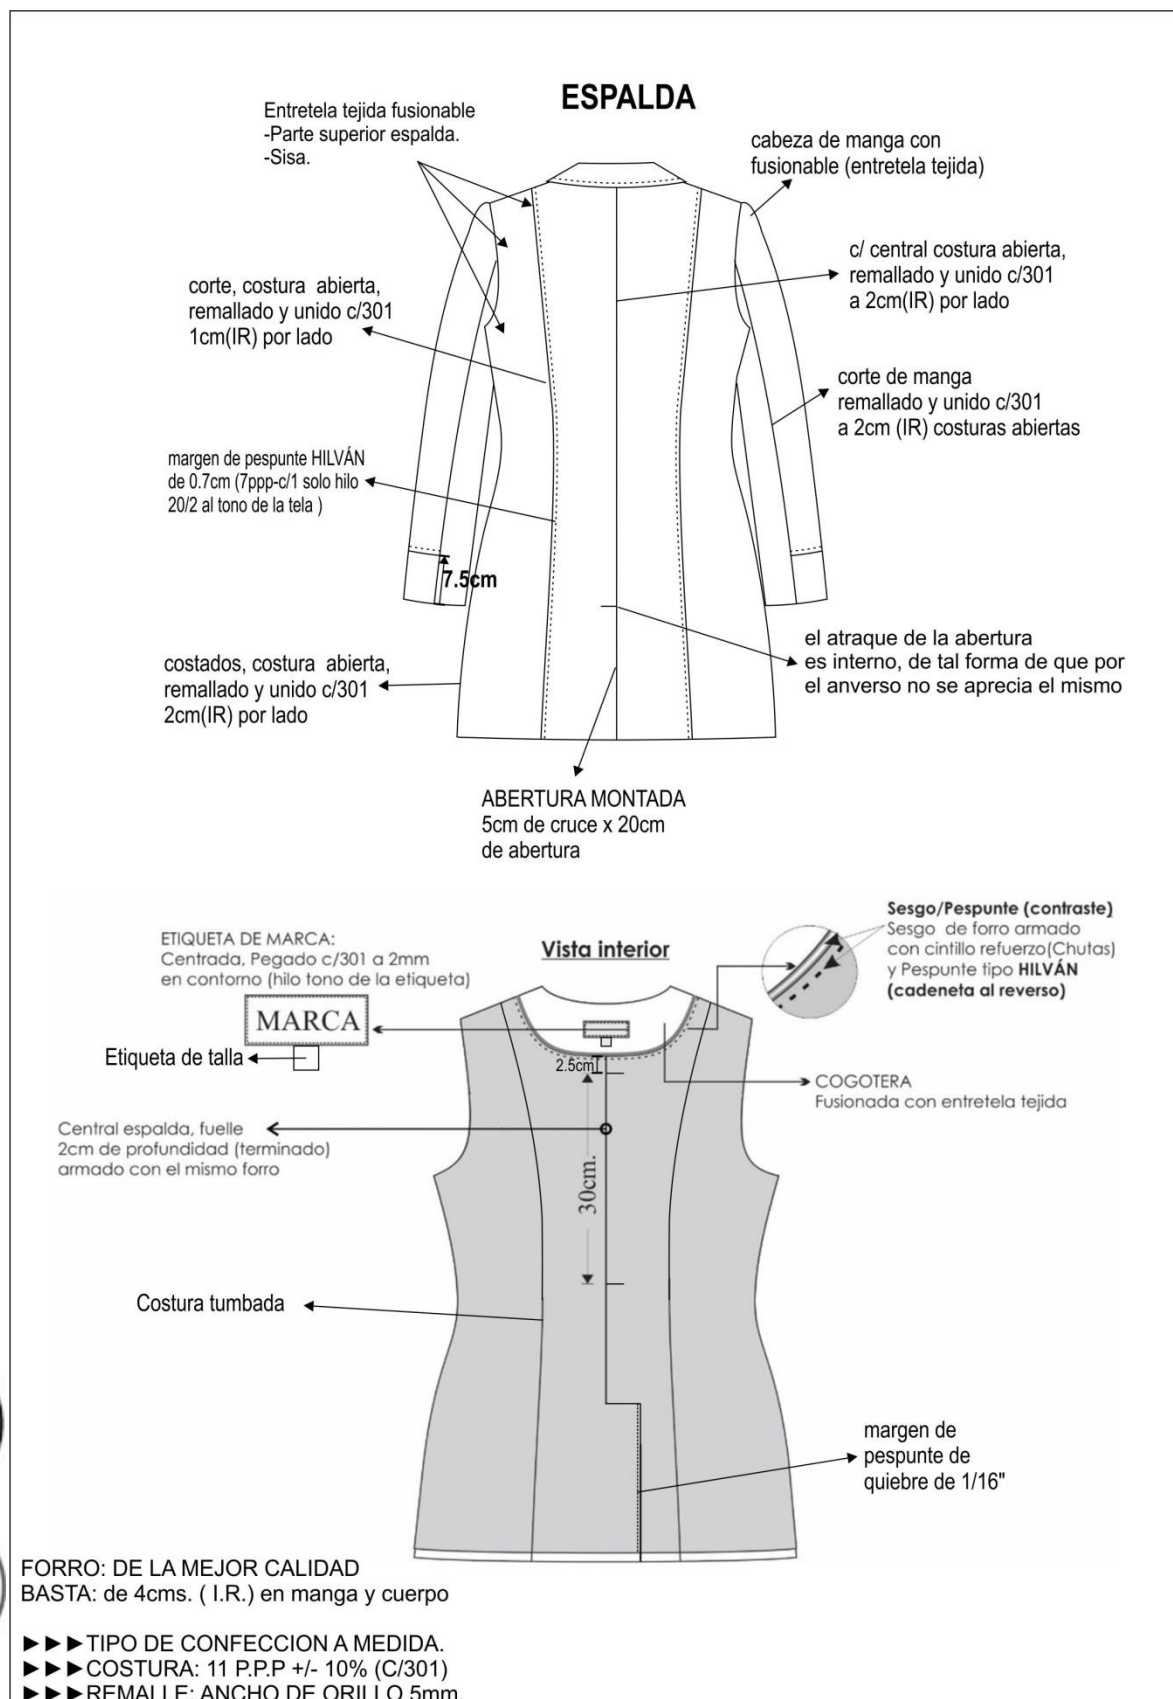 ESPALDA
Entretela tejida fusionable
-Parte superior espalda.
-Sisa.
cabeza de manga con
fusionable (entretela tejida)
c/ central costura abierta,
remallado y unido c/301
a 2cm(IR) por lado
corte, costura abierta,
remallado y unido c/301
1cm(IR) por lado
corte de manga
remallado y unido c/301
a 2cm (IR) costuras abiertas
margen de pespunte HILVÁN
de 0.7cm (7ppp-c/1 solo hilo
20/2 al tono de la tela )
7.5cm
el atraque de la abertura
es interno, de tal forma de que por
el anverso no se aprecia el mismo
costados, costura abierta,
remallado y unido c/301
2cm(IR) por lado
ABERTURA MONTADA
5cm de cruce x 20cm
de abertura
Sesgo/Pespunte (contraste)
Sesgo de forro armado
con cintillo refuerzo(Chutas)
y Pespunte tipo HILVÁN
(cadeneta al reverso)
ETIQUETA DE MARCA:
Centrada, Pegado c/301 a 2mm
en contorno (hilo tono de la etiqueta)
Vista interior
MARCA
Etiqueta de talla
2.5cm
COGOTERA
Fusionada con entretela tejida
Central espalda, fuelle
2cm de profundidad (terminado)
armado con el mismo forro
30cm.
Costura tumbada
margen de
pespunte de
quiebre de 1/16"
FORRO: DE LA MEJOR CALIDAD
BASTA: de 4cms. ( I.R.) en manga y cuerpo
►►►TIPO DE CONFECCION A MEDIDA.
►►►COSTURA: 11 P.P.P +/- 10% (C/301)
►►►REMALLE: ANCHO DE ORILLO 5mm.